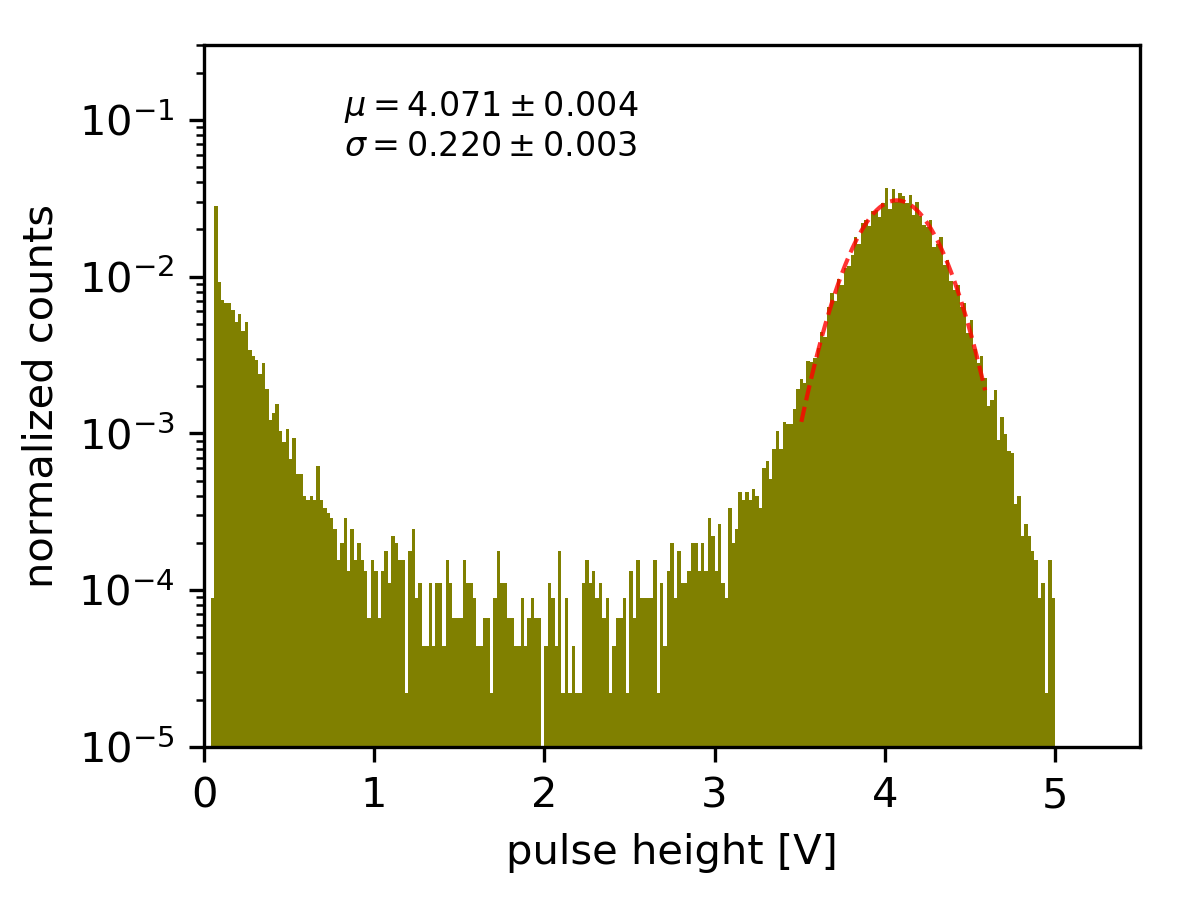 μ = 4.071 ± 0.004
σ = 0.220 ± 0.003
10⁻¹
10⁻²
10⁻³
10⁻⁴
10⁻⁵
normalized counts
0 1 2 3 4 5
pulse height [V]